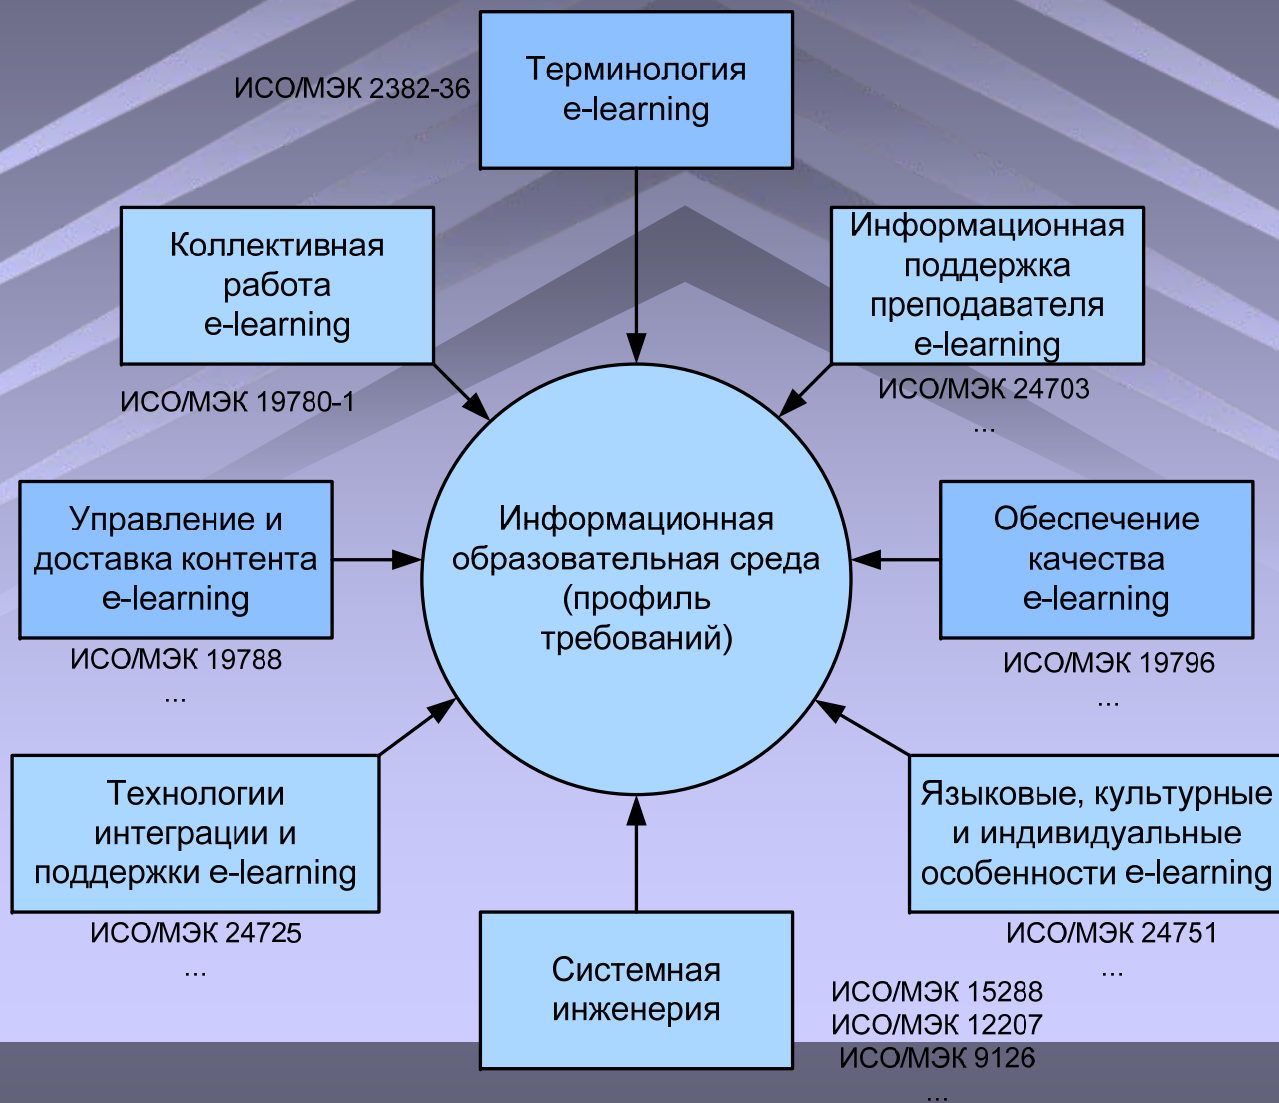 ИСО/МЭК 2382-36
Терминология
e-learning
Коллективная
работа
e-learning
ИСО/МЭК 19780-1
Информационная
поддержка
преподавателя
e-learning
ИСО/МЭК 24703
...
Управление и
доставка контента
e-learning
ИСО/МЭК 19788
...
Информационная
образовательная среда
(профиль
требований)
Обеспечение
качества
e-learning
ИСО/МЭК 19796
...
Технологии
интеграции и
поддержки e-learning
ИСО/МЭК 24725
...
Языковые, культурные
и индивидуальные
особенности e-learning
ИСО/МЭК 24751
...
Системная
инженерия
ИСО/МЭК 15288
ИСО/МЭК 12207
ИСО/МЭК 9126
...